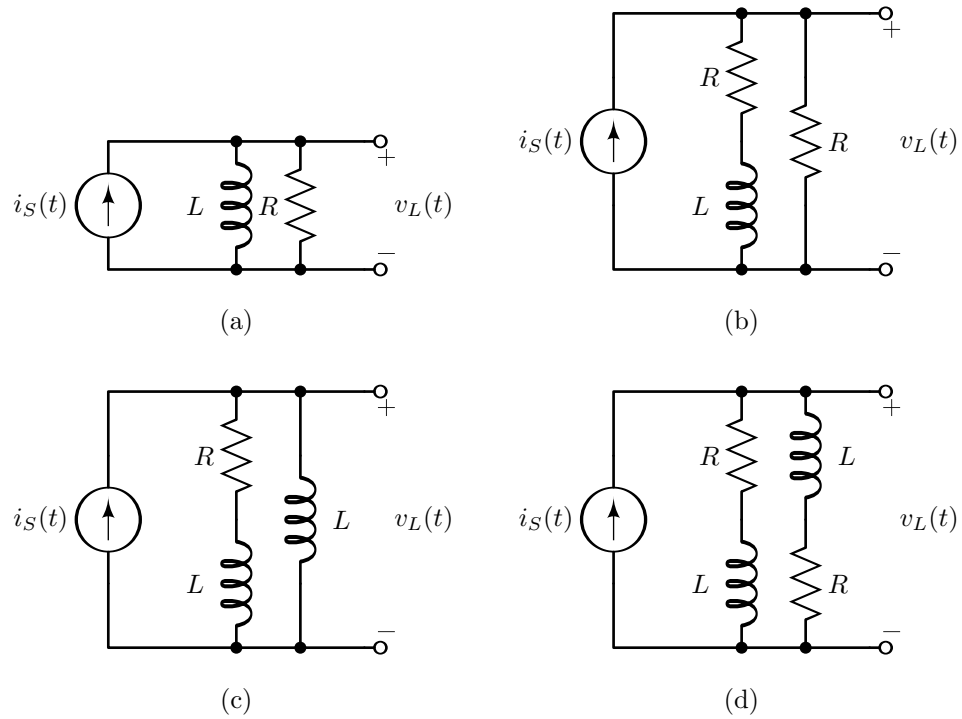 i_S(t) L R + − v_L(t)
(a)
i_S(t) R L R + − v_L(t)
(b)
i_S(t) R L L + − v_L(t)
(c)
i_S(t) R L L R + − v_L(t)
(d)